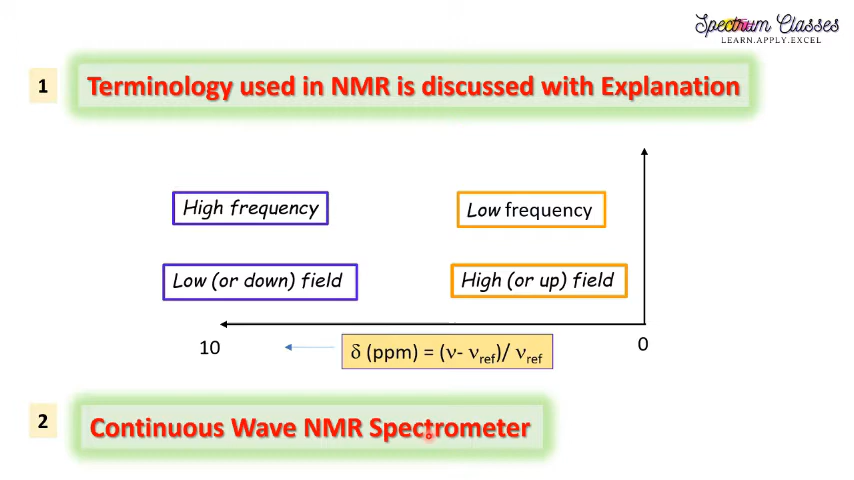 Spectrum Classes
LEARN.APPLY.EXCEL
1
Terminology used in NMR is discussed with Explanation
High frequency
Low frequency
Low (or down) field
High (or up) field
10
δ (ppm) = (ν- νref)/ νref
0
2
Continuous Wave NMR Spectrometer